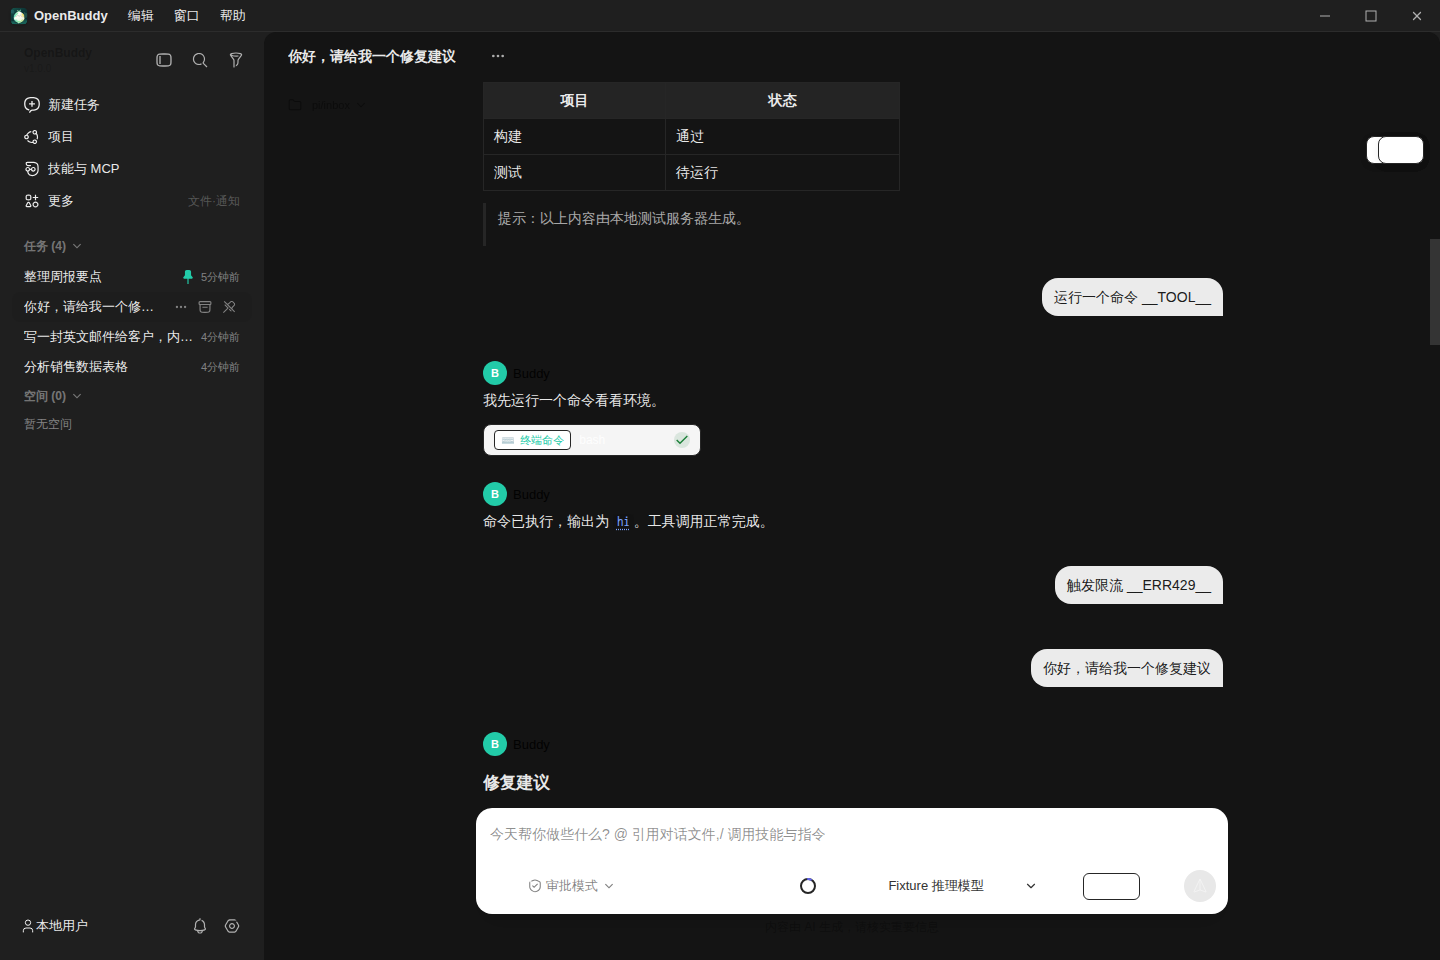 OpenBuddy 编辑 窗口 帮助
OpenBuddy
新建任务
项目
技能与 MCP
更多 文件·通知
任务 (4)
整理周报要点 5分钟前
你好，请给我一个修…
写一封英文邮件给客户，内… 4分钟前
分析销售数据表格 4分钟前
空间 (0)
暂无空间
本地用户
你好，请给我一个修复建议
项目 状态
构建 通过
测试 待运行
提示：以上内容由本地测试服务器生成。
运行一个命令 __TOOL__
B Buddy
我先运行一个命令看看环境。
终端命令 bash
B Buddy
命令已执行，输出为 hi 。工具调用正常完成。
触发限流 __ERR429__
你好，请给我一个修复建议
B Buddy
修复建议
今天帮你做些什么? @ 引用对话文件,/ 调用技能与指令
审批模式 Fixture 推理模型